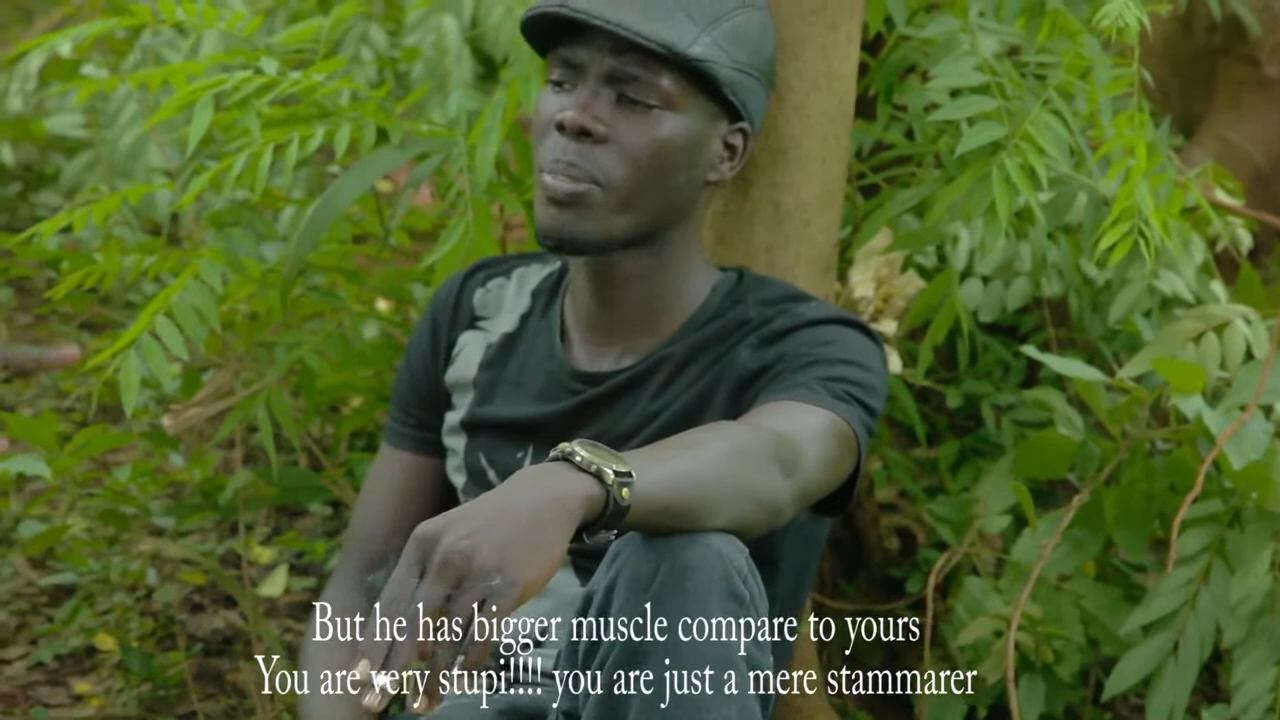 But he has bigger muscle compare to yours
You are very stupi!!!! you are just a mere stammarer